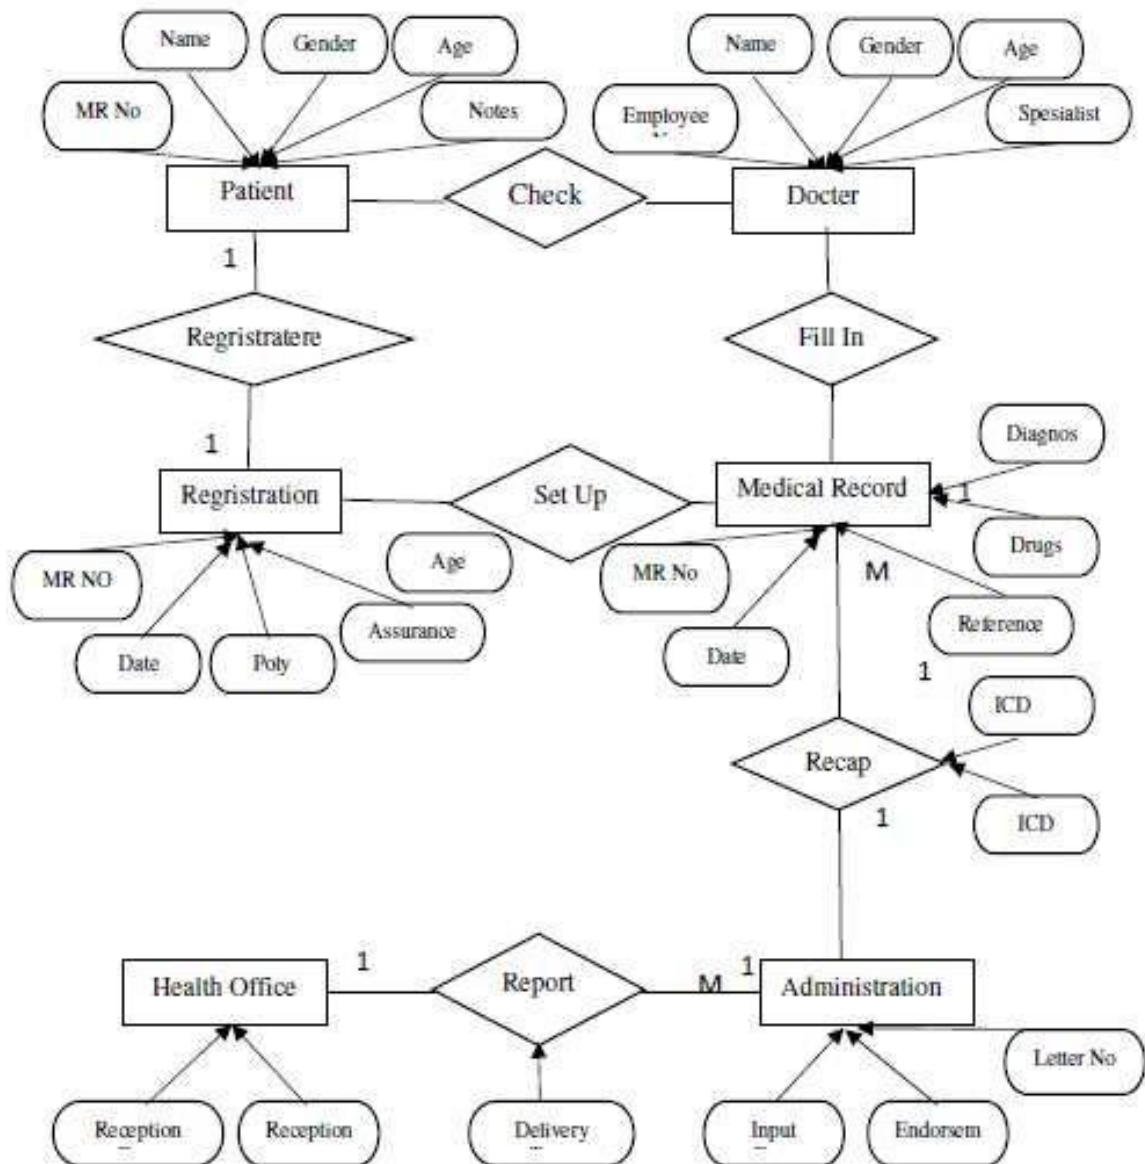 Name
Gender
Age
MR No
Notes
Name
Gender
Age
Employee
Spesialist
Patient
Check
Docter
1
Regristratere
Fill In
1
Regristration
Set Up
Medical Record
Diagnos
1
Drugs
MR NO
Age
Assurance
Date
Poly
MR No
M
Date
Reference
1
ICD
Recap
ICD
1
Health Office
1
Report
M
1
Administration
Letter No
Reception
Reception
Delivery
Input
Endorsem